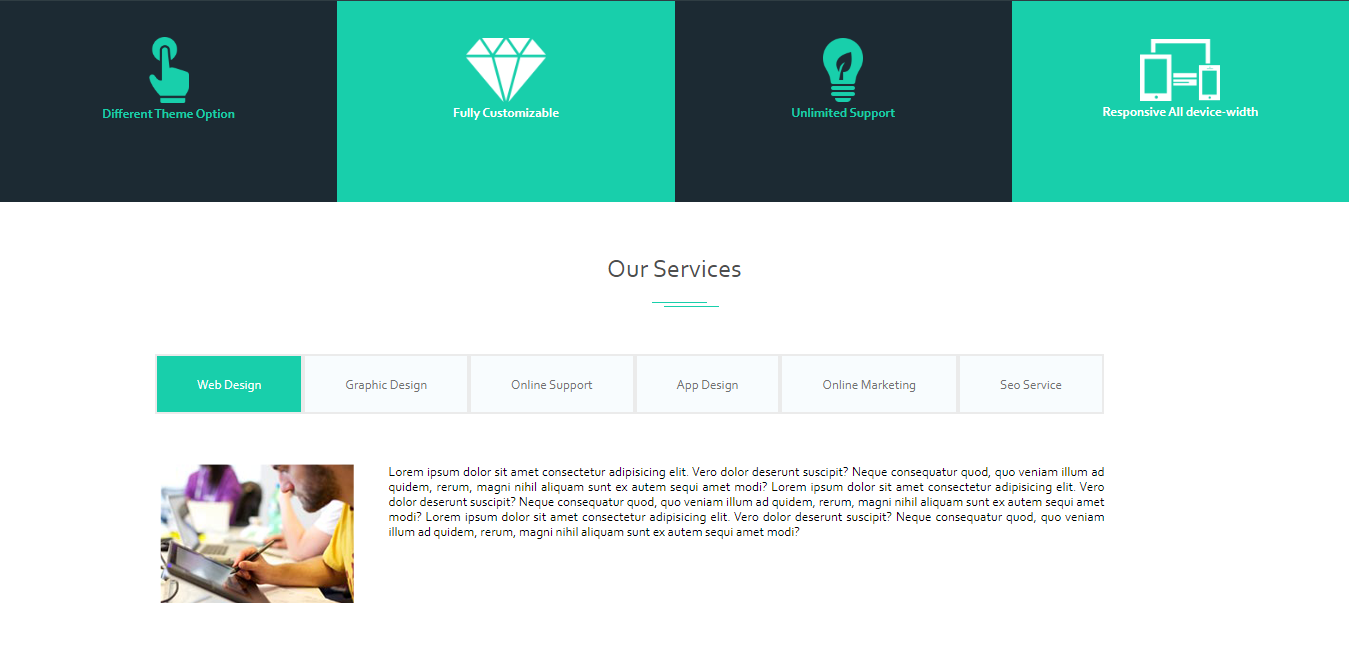 Different Theme Option
Fully Customizable
Unlimited Support
Responsive All device-width
Our Services
Web Design
Graphic Design
Online Support
App Design
Online Marketing
Seo Service
Lorem ipsum dolor sit amet consectetur adipisicing elit. Vero dolor deserunt suscipit? Neque consequatur quod, quo veniam illum ad
quidem, rerum, magni nihil aliquam sunt ex autem sequi amet modi? Lorem ipsum dolor sit amet consectetur adipisicing elit. Vero
dolor deserunt suscipit? Neque consequatur quod, quo veniam illum ad quidem, rerum, magni nihil aliquam sunt ex autem sequi amet
modi? Lorem ipsum dolor sit amet consectetur adipisicing elit. Vero dolor deserunt suscipit? Neque consequatur quod, quo veniam
illum ad quidem, rerum, magni nihil aliquam sunt ex autem sequi amet modi?